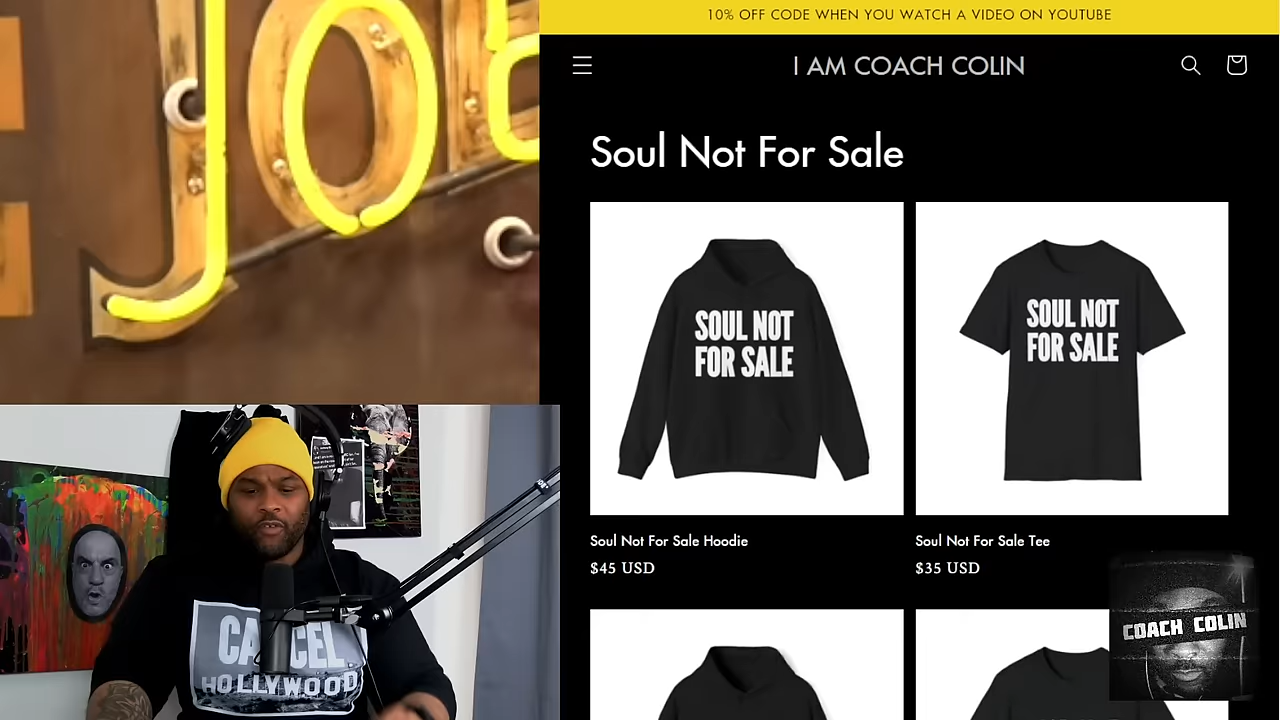 Jo
10% OFF CODE WHEN YOU WATCH A VIDEO ON YOUTUBE
I AM COACH COLIN
Soul Not For Sale
SOUL NOT
FOR SALE
SOUL NOT
FOR SALE
Soul Not For Sale Hoodie
$45 USD
Soul Not For Sale Tee
$35 USD
COACH COLIN
CANCEL
HOLLYWOOD